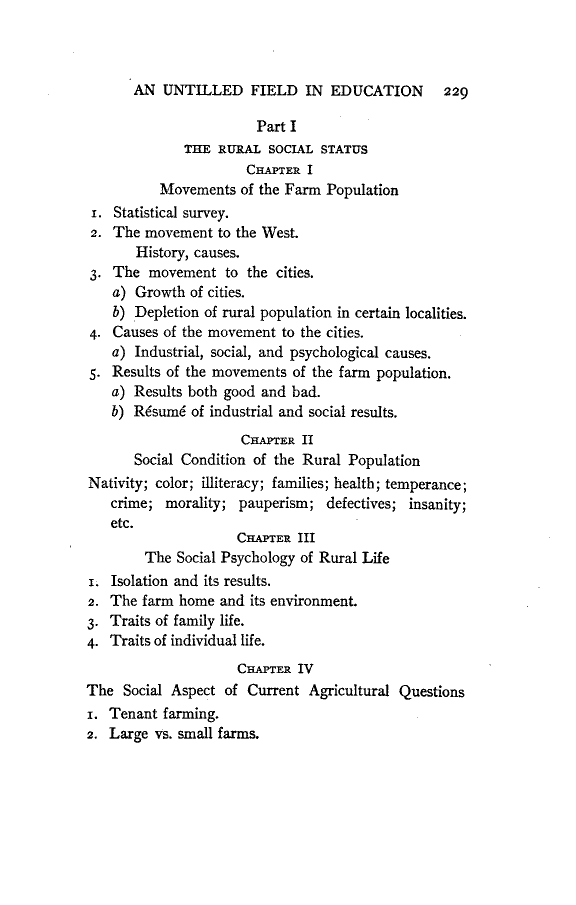 AN UNTILLED FIELD IN EDUCATION 229
Part I
THE RURAL SOCIAL STATUS
CHAPTER I
Movements of the Farm Population
1. Statistical survey.
2. The movement to the West.
History, causes.
3. The movement to the cities.
a) Growth of cities.
b) Depletion of rural population in certain localities.
4. Causes of the movement to the cities.
a) Industrial, social, and psychological causes.
5. Results of the movements of the farm population.
a) Results both good and bad.
b) Résumé of industrial and social results.
CHAPTER II
Social Condition of the Rural Population
Nativity; color; illiteracy; families; health; temperance;
crime; morality; pauperism; defectives; insanity;
etc.
CHAPTER III
The Social Psychology of Rural Life
1. Isolation and its results.
2. The farm home and its environment.
3. Traits of family life.
4. Traits of individual life.
CHAPTER IV
The Social Aspect of Current Agricultural Questions
1. Tenant farming.
2. Large vs. small farms.